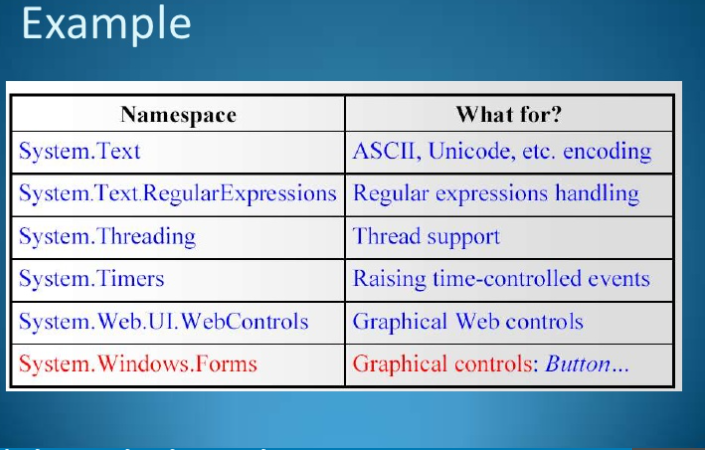 Example
Namespace What for?
System.Text ASCII, Unicode, etc. encoding
System.Text.RegularExpressions Regular expressions handling
System.Threading Thread support
System.Timers Raising time-controlled events
System.Web.UI.WebControls Graphical Web controls
System.Windows.Forms Graphical controls: Button...